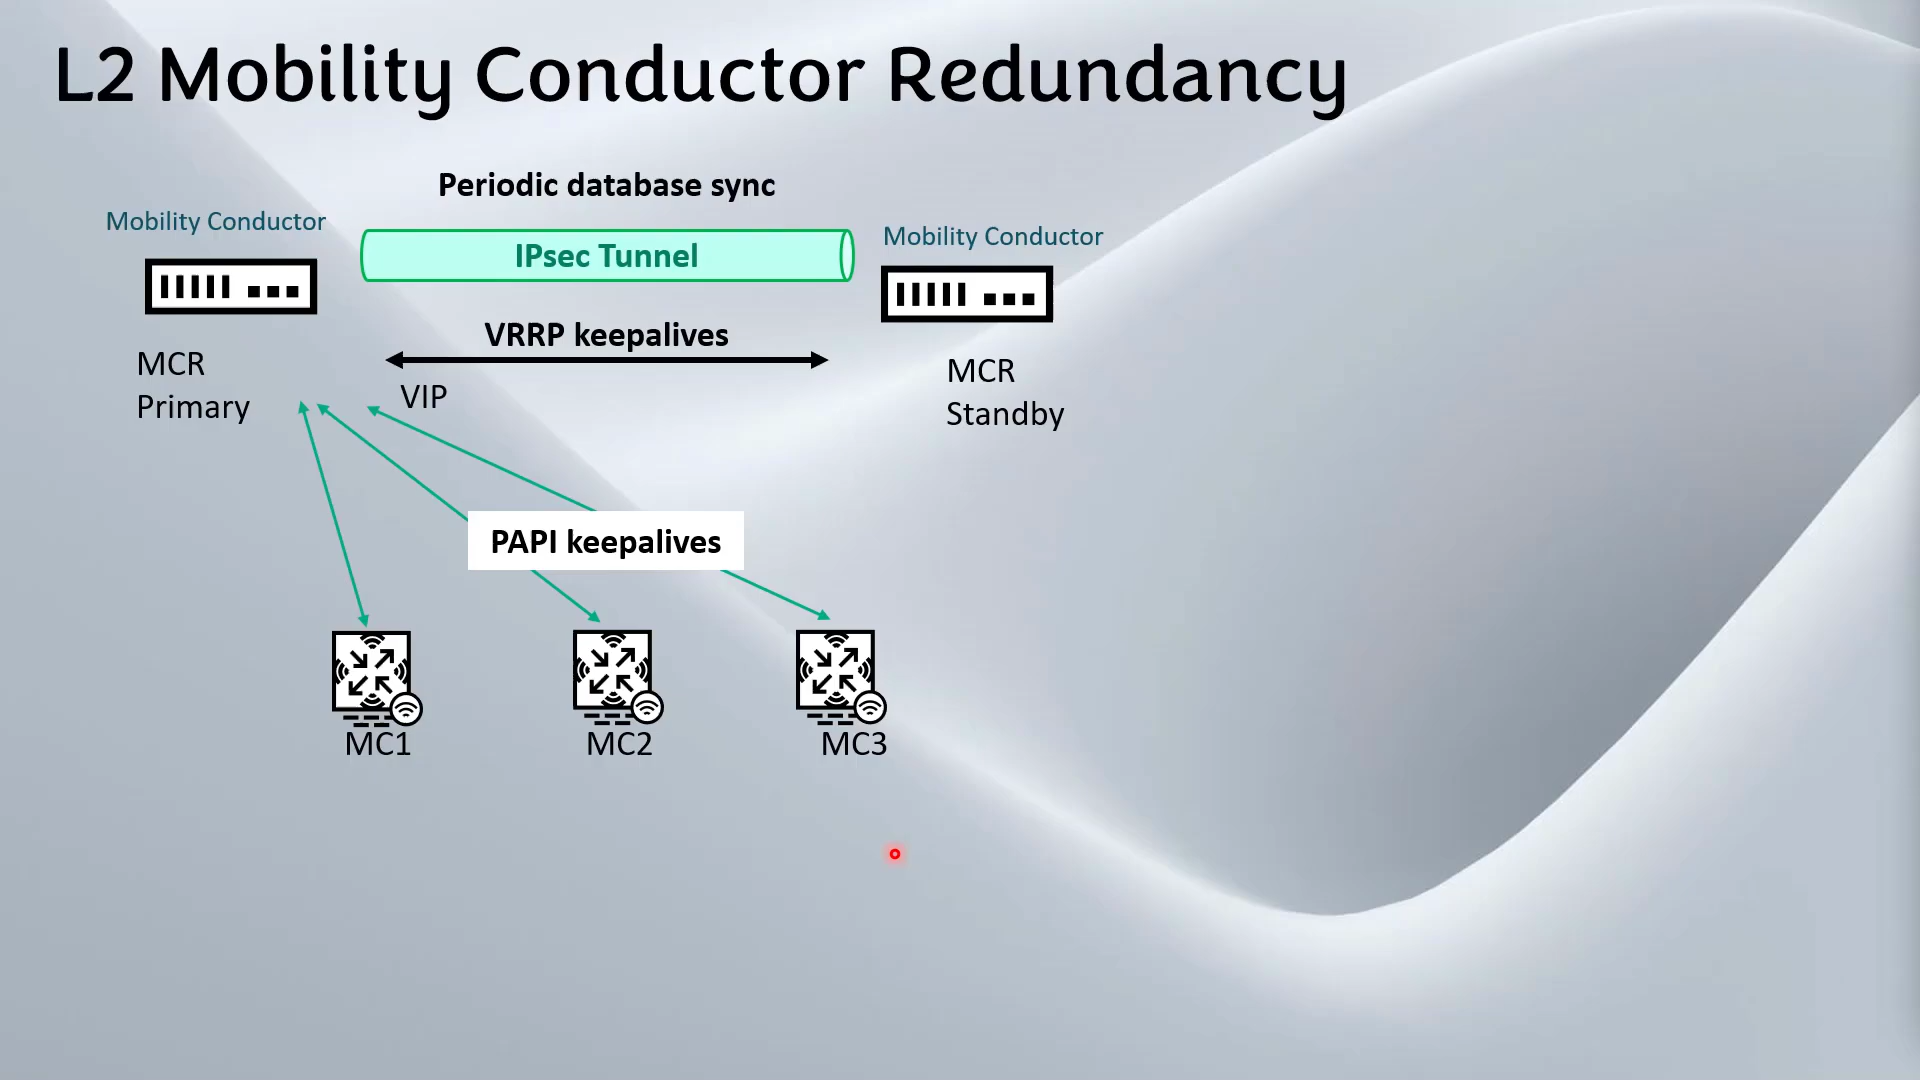 L2 Mobility Conductor Redundancy
Periodic database sync
Mobility Conductor
IPsec Tunnel
Mobility Conductor
VRRP keepalives
MCR
Primary
VIP
MCR
Standby
PAPI keepalives
MC1
MC2
MC3